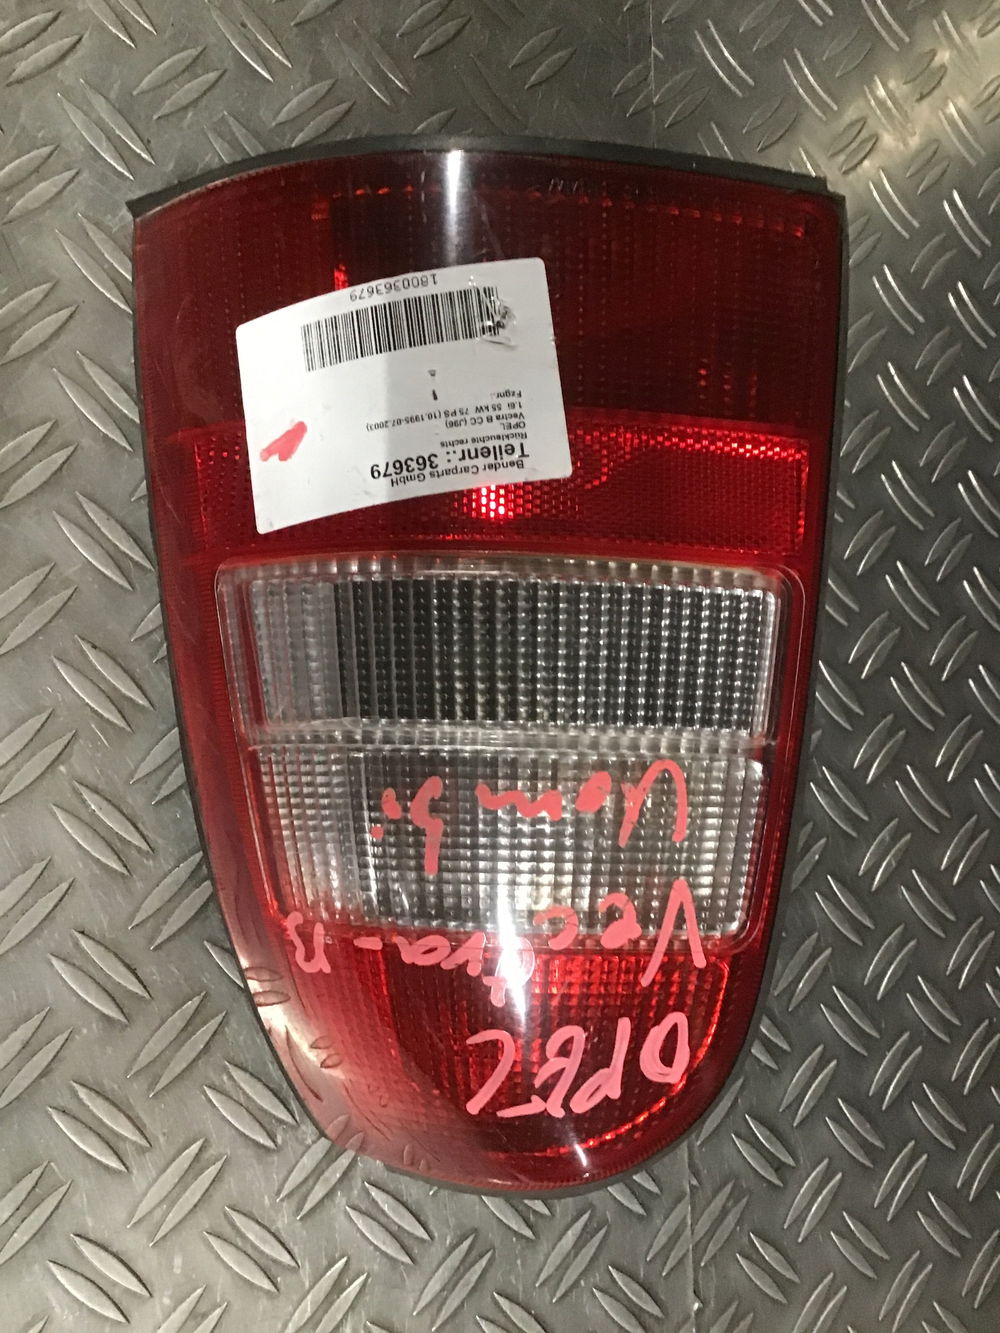 OPEL
Vectra-B
Kombi
Bender Carparts GmbH
Teilenr.: 363679
Rückleuchte rechts
OPEL
Vectra B CC (J96)
1.6i 55 kW 75 PS (10.1995-07.2003)
Fzgnr.:
1800363679